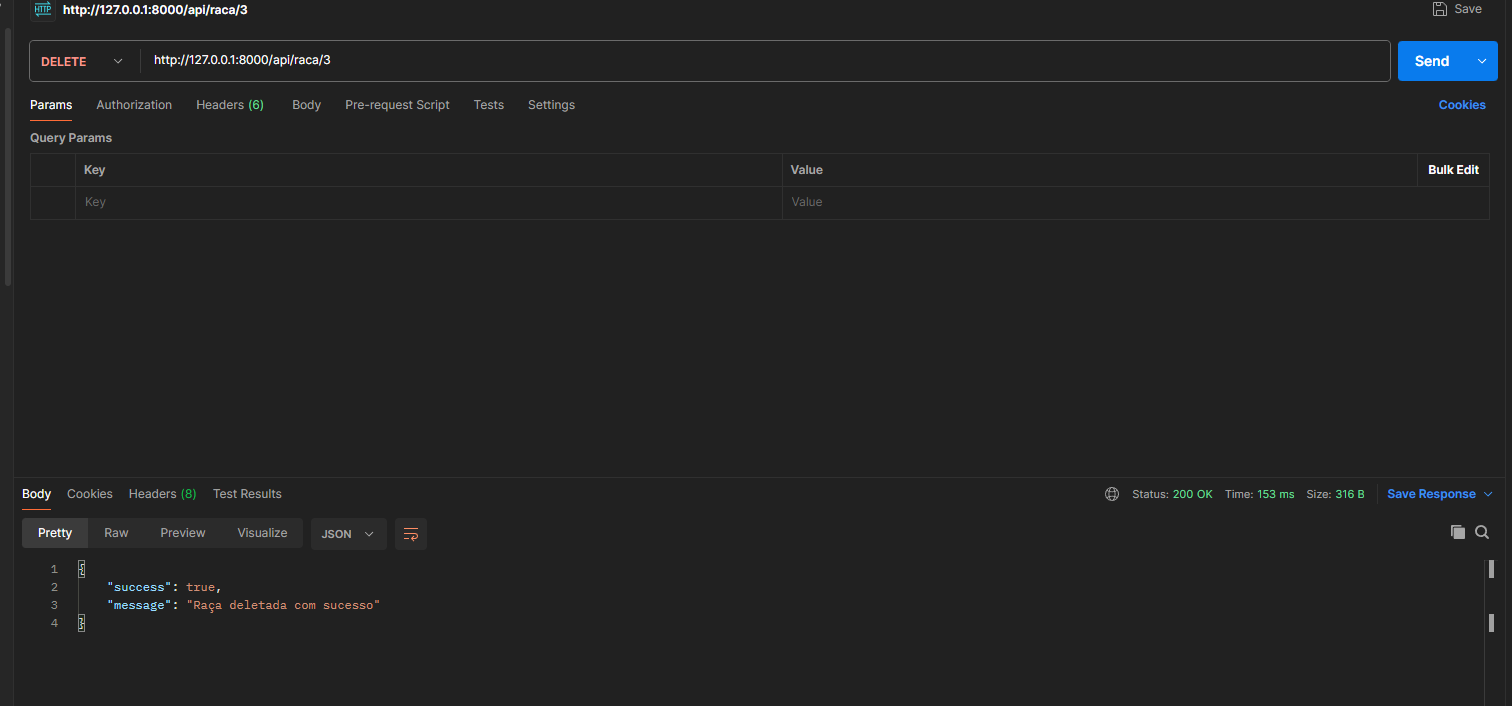 HTTP http://127.0.0.1:8000/api/raca/3 Save
DELETE http://127.0.0.1:8000/api/raca/3 Send
Params Authorization Headers (6) Body Pre-request Script Tests Settings Cookies
Query Params
Key Value Bulk Edit
Key Value
Body Cookies Headers (8) Test Results Status: 200 OK Time: 153 ms Size: 316 B Save Response
Pretty Raw Preview Visualize JSON
1 {
2 "success": true,
3 "message": "Raça deletada com sucesso"
4 }